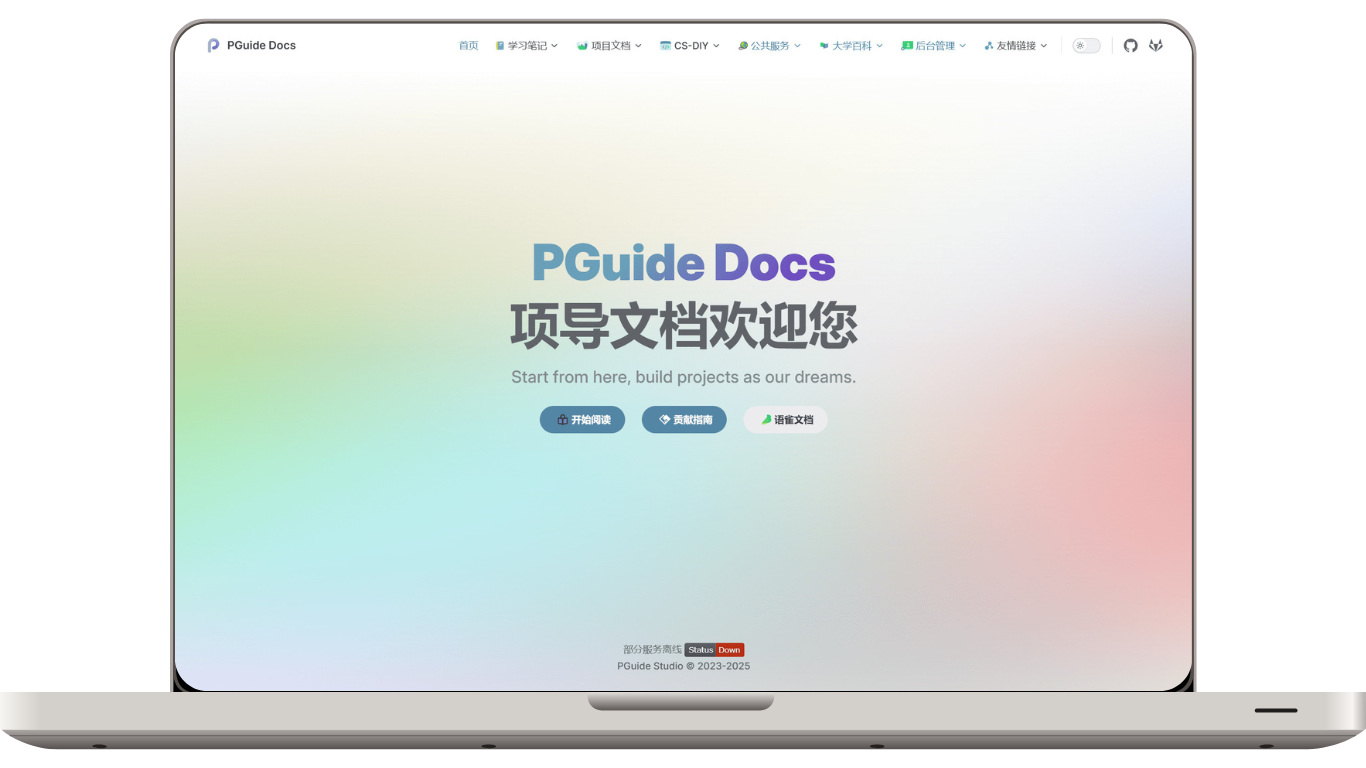 PGuide Docs
首页 学习笔记 项目文档 CS-DIY 公共服务 大学百科 后台管理 友情链接
PGuide Docs
项导文档欢迎您
Start from here, build projects as our dreams.
开始阅读 贡献指南 语雀文档
部分服务离线 Status Down
PGuide Studio © 2023-2025